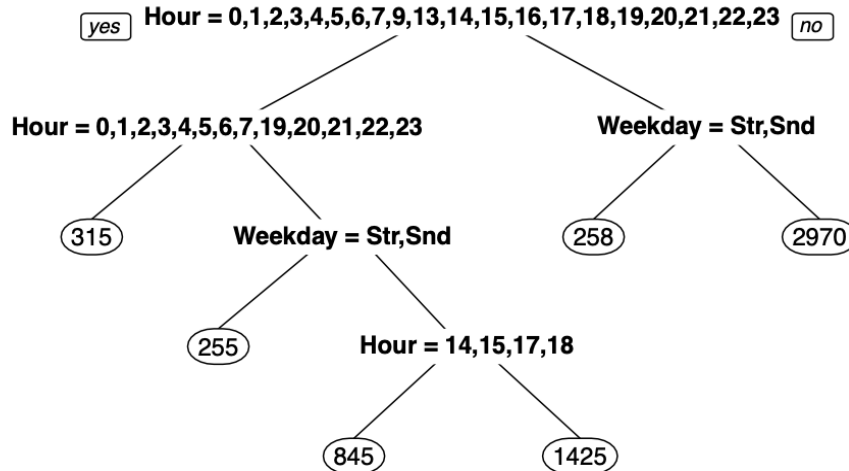 yes Hour = 0,1,2,3,4,5,6,7,9,13,14,15,16,17,18,19,20,21,22,23 no
Hour = 0,1,2,3,4,5,6,7,19,20,21,22,23 Weekday = Str,Snd
315 Weekday = Str,Snd 258 2970
255 Hour = 14,15,17,18
845 1425